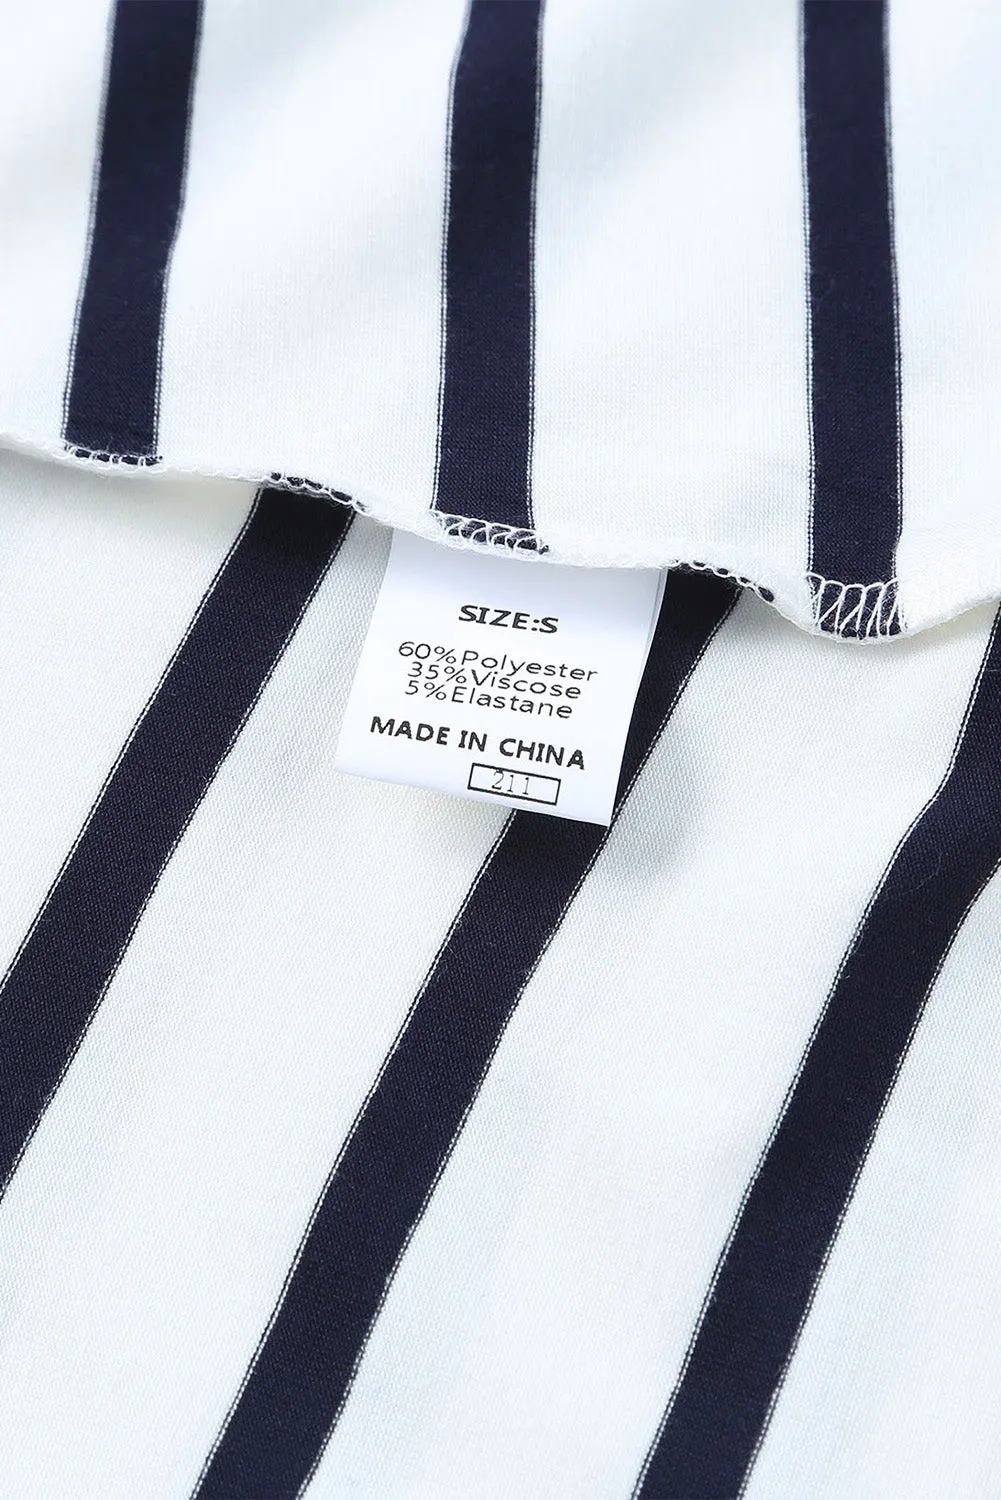 SIZE:S
60%Polyester
35%Viscose
5%Elastane
MADE IN CHINA
211